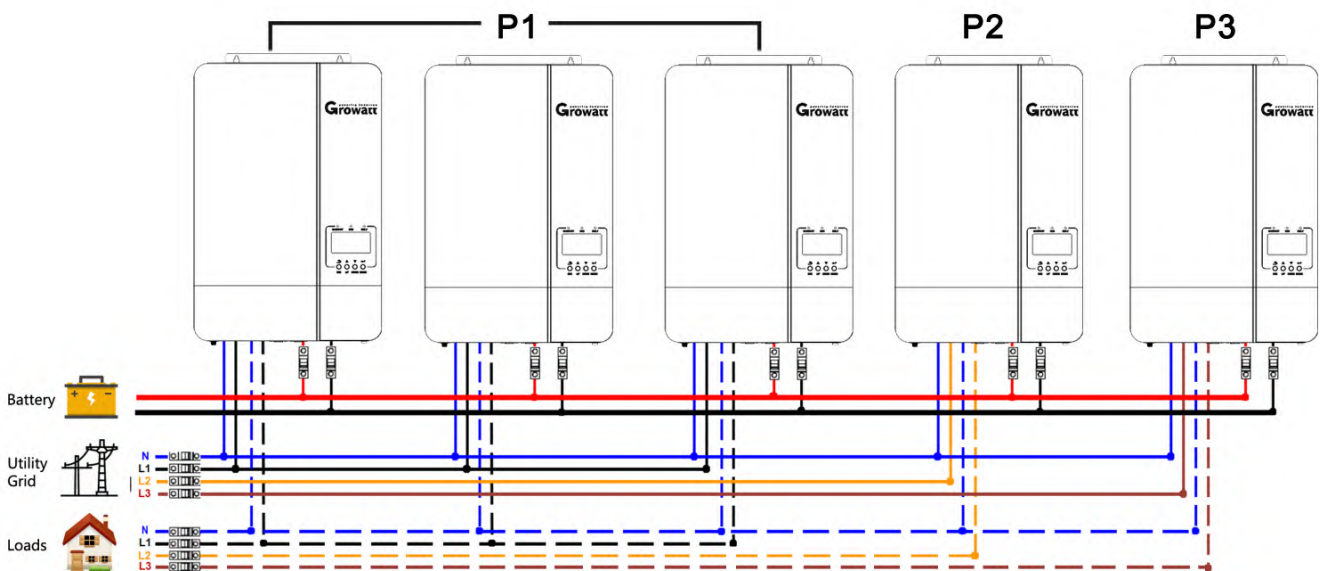 P1 P2 P3
Growatt Growatt Growatt Growatt Growatt
Battery
+ -
Utility
Grid
N
L1
L2
L3
Loads
N
L1
L2
L3